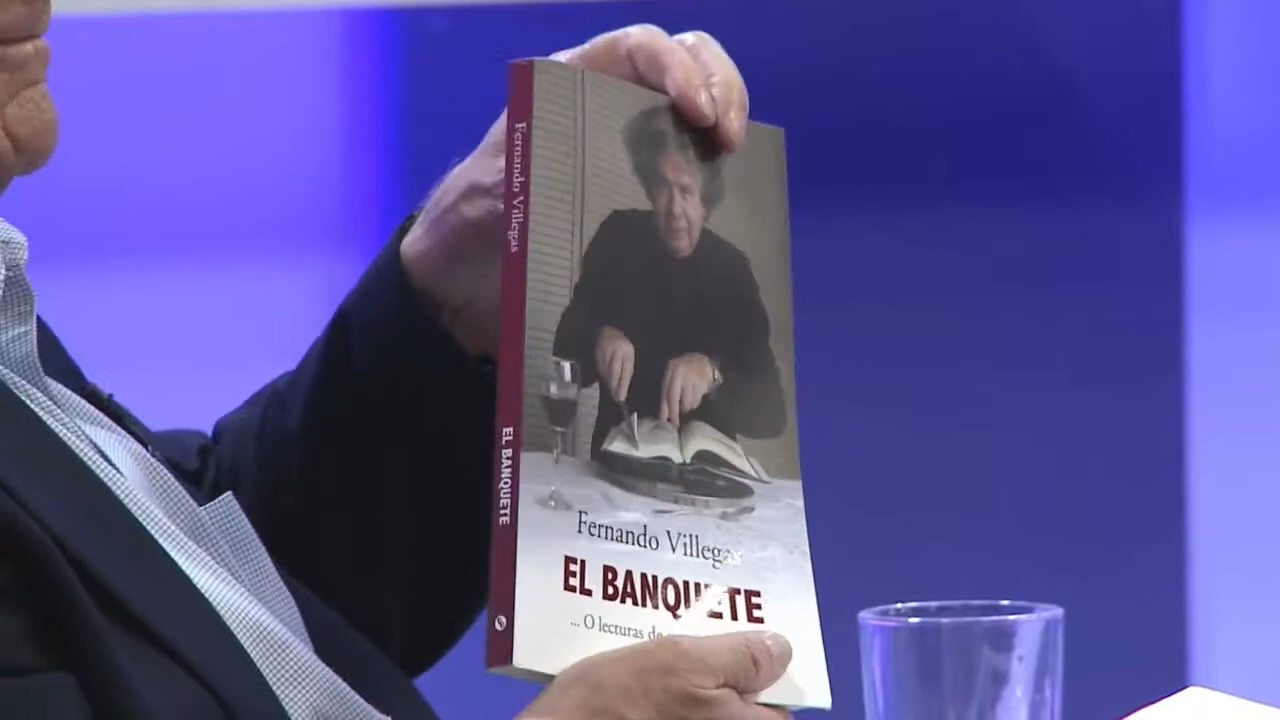 Fernando Villegas
EL BANQUETE
Fernando Villegas
EL BANQUETE
... O lecturas de